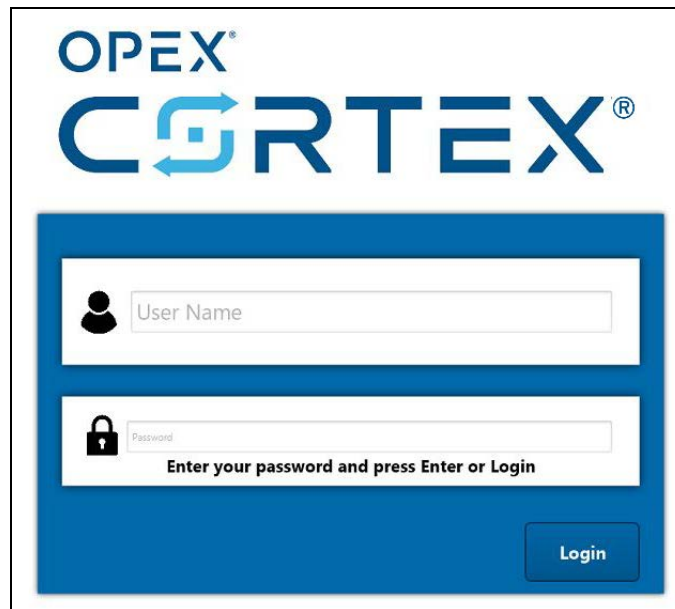 OPEX®
CORTEX®
User Name
Password
Enter your password and press Enter or Login
Login